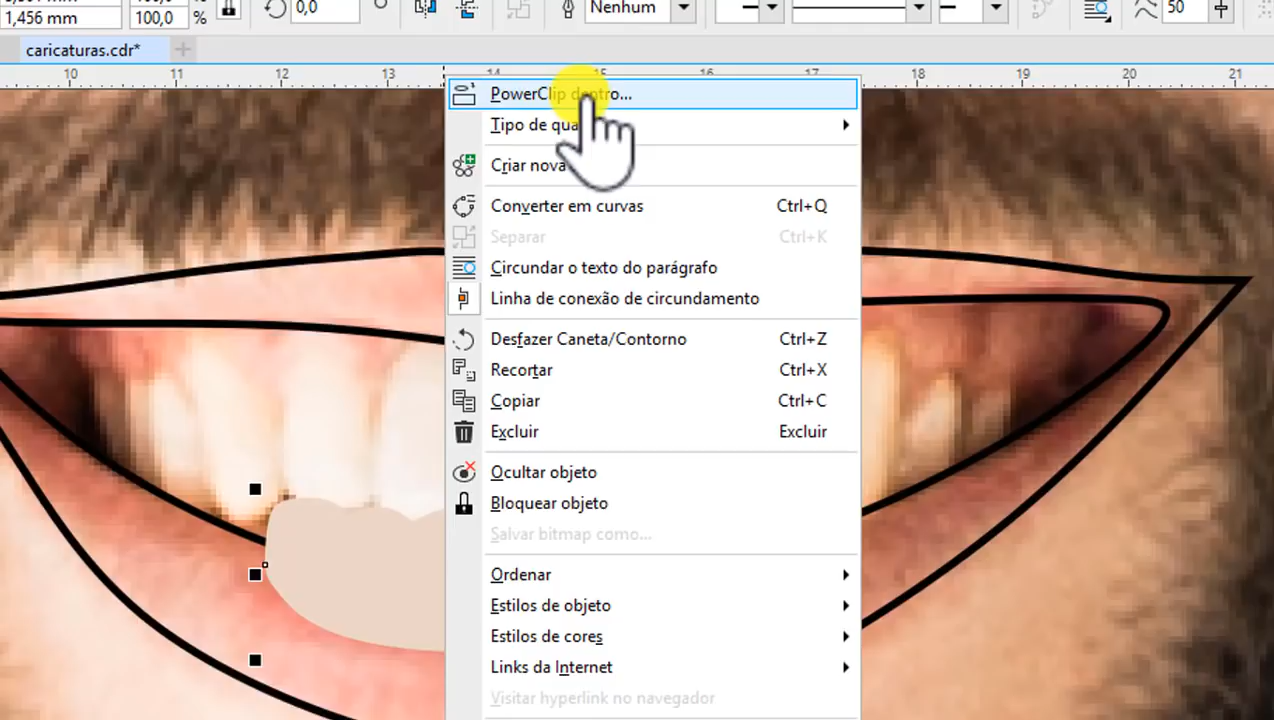 1,456 mm
100,0
%
100,0
%
0,0
Nenhum
50
caricaturas.cdr*
10 11 12 13 14 15 16 17 18 19 20 21
PowerClip dentro...
Tipo de
Criar nova
Converter em curvas Ctrl+Q
Separar Ctrl+K
Circundar o texto do parágrafo
Linha de conexão de circundamento
Desfazer Caneta/Contorno Ctrl+Z
Recortar Ctrl+X
Copiar Ctrl+C
Excluir Excluir
Ocultar objeto
Bloquear objeto
Salvar bitmap como...
Ordenar
Estilos de objeto
Estilos de cores
Links da Internet
Visitar hyperlink no navegador